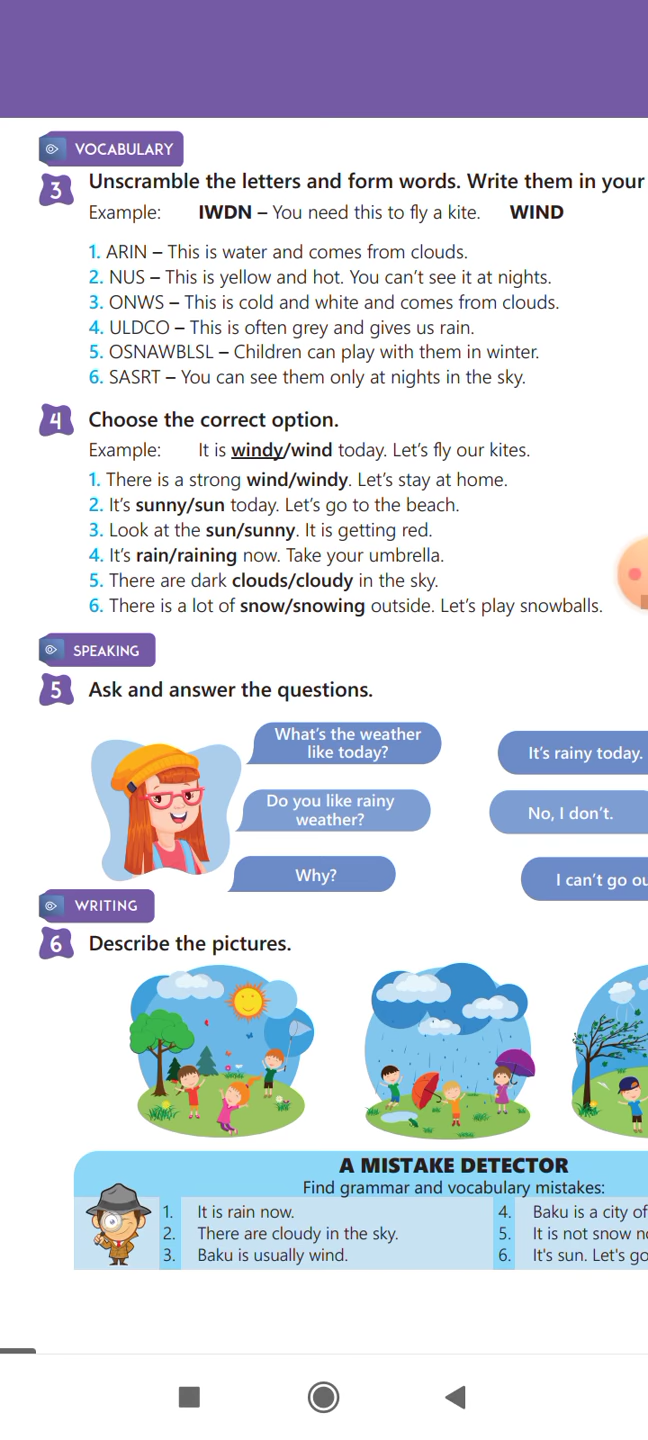 VOCABULARY
3 Unscramble the letters and form words. Write them in your
Example: IWDN – You need this to fly a kite. WIND
1. ARIN – This is water and comes from clouds.
2. NUS – This is yellow and hot. You can't see it at nights.
3. ONWS – This is cold and white and comes from clouds.
4. ULDCO – This is often grey and gives us rain.
5. OSNAWBLSL – Children can play with them in winter.
6. SASRT – You can see them only at nights in the sky.
4 Choose the correct option.
Example: It is windy/wind today. Let's fly our kites.
1. There is a strong wind/windy. Let's stay at home.
2. It's sunny/sun today. Let's go to the beach.
3. Look at the sun/sunny. It is getting red.
4. It's rain/raining now. Take your umbrella.
5. There are dark clouds/cloudy in the sky.
6. There is a lot of snow/snowing outside. Let's play snowballs.
SPEAKING
5 Ask and answer the questions.
What's the weather
like today?
It's rainy today.
Do you like rainy
weather?
No, I don't.
Why?
I can't go ou
WRITING
6 Describe the pictures.
A MISTAKE DETECTOR
Find grammar and vocabulary mistakes:
1. It is rain now.
2. There are cloudy in the sky.
3. Baku is usually wind.
4. Baku is a city of
5. It is not snow n
6. It's sun. Let's go